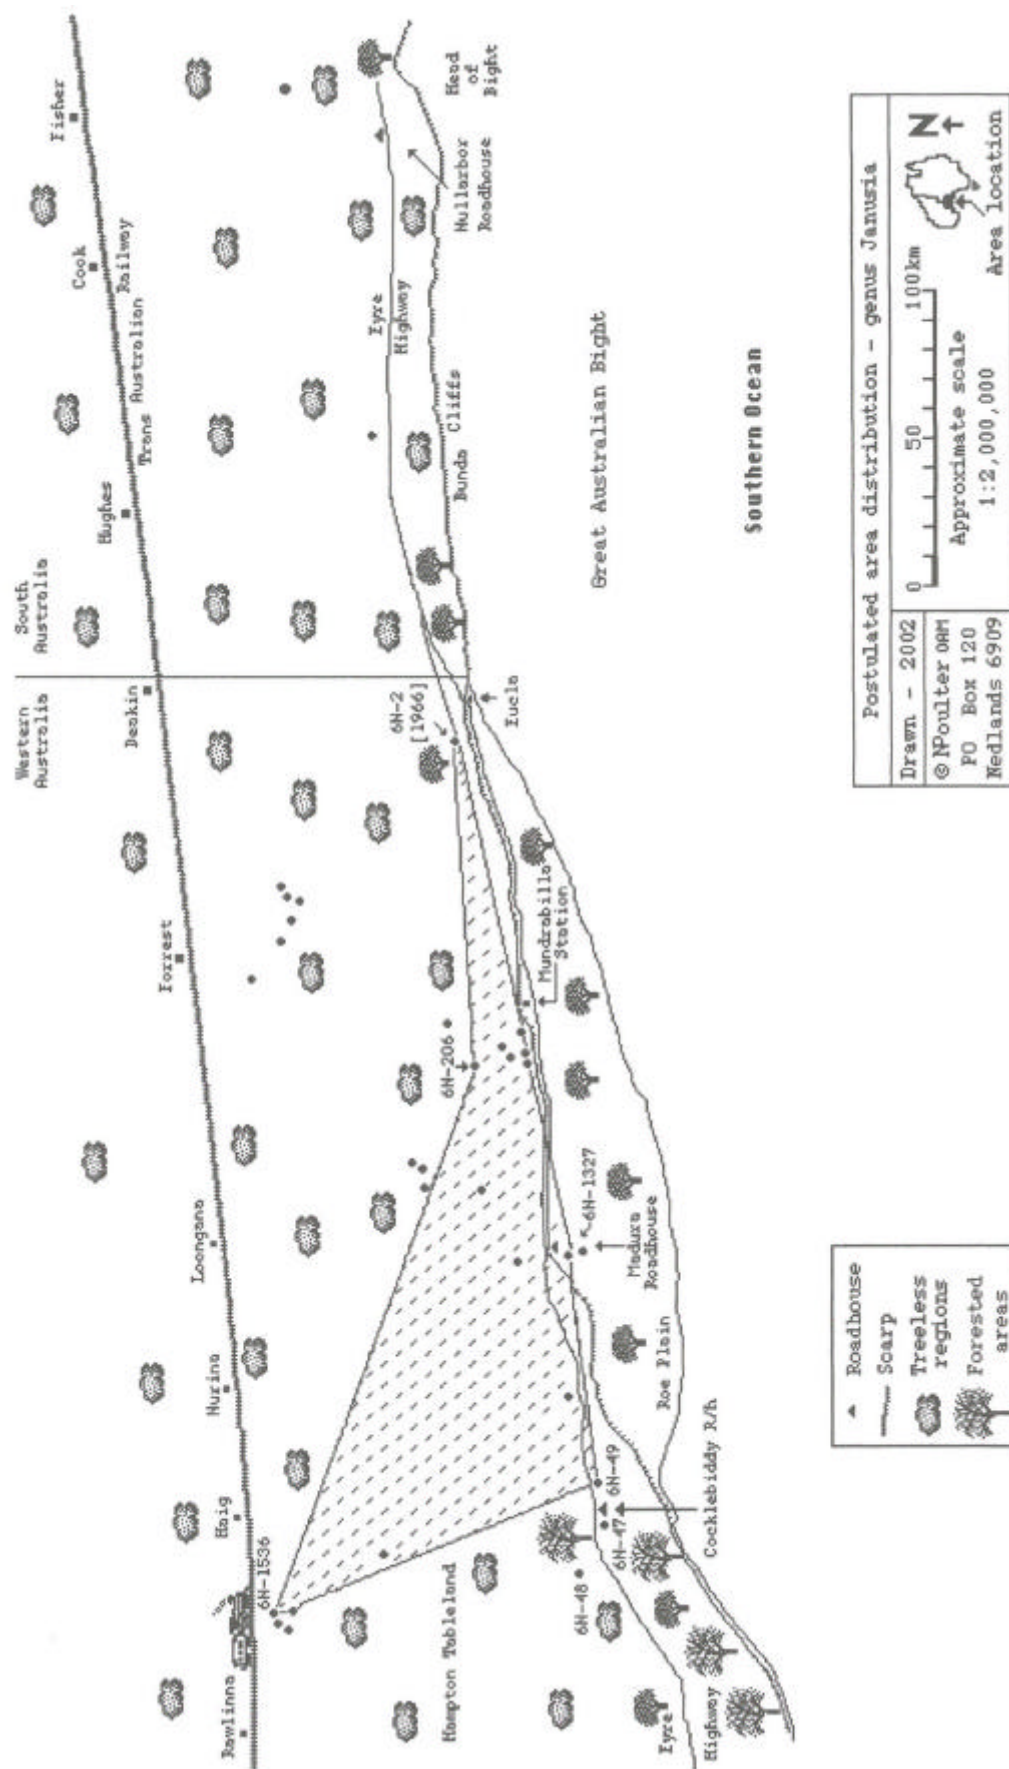 Western
Australia
South
Australia
Rawlinna
Haig
Nurina
Loongana
Forrest
Deakin
Hughes
Cook
Fisher
Trans Australian Railway
6N-1536
6N-206
6N-2
[1966]
Hampton Tableland
6N-48
6N-47
6N-49
Cocklebiddy R/h
Eyre
Highway
Roe Plain
Madura
Roadhouse
6N-1327
Mundrabilla
Station
Eucla
Eyre
Highway
Bunda Cliffs
Nullarbor
Roadhouse
Head
of
Bight
Great Australian Bight
Southern Ocean
Roadhouse
Scarp
Treeless
regions
Forested
areas
Postulated area distribution - genus Janusia
Drawn - 2002
© NPoulter OAM
PO Box 120
Nedlands 6909
0 50 100km
Approximate scale
1:2,000,000
N
Area location